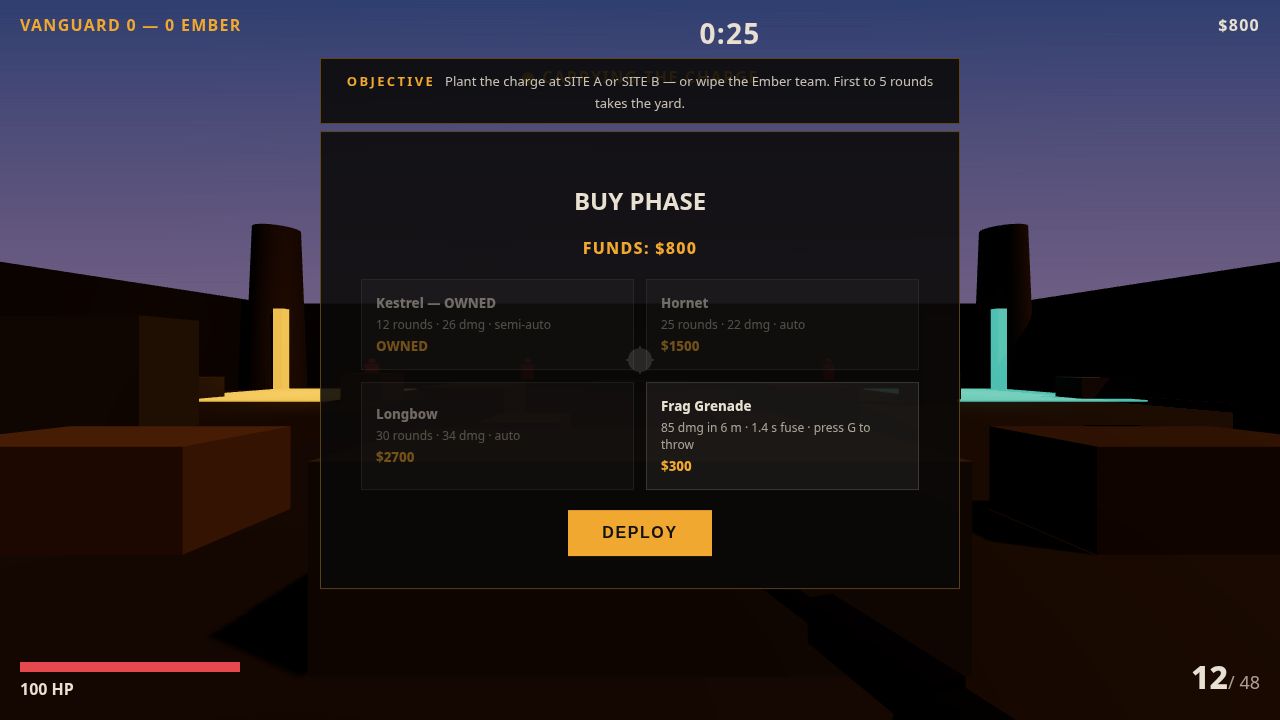 VANGUARD 0 — 0 EMBER
0:25
$800
CARRYING THE CHARGE
OBJECTIVE Plant the charge at SITE A or SITE B — or wipe the Ember team. First to 5 rounds
takes the yard.
BUY PHASE
FUNDS: $800
Kestrel — OWNED
12 rounds · 26 dmg · semi-auto
OWNED
Hornet
25 rounds · 22 dmg · auto
$1500
Longbow
30 rounds · 34 dmg · auto
$2700
Frag Grenade
85 dmg in 6 m · 1.4 s fuse · press G to
throw
$300
DEPLOY
100 HP
12 / 48